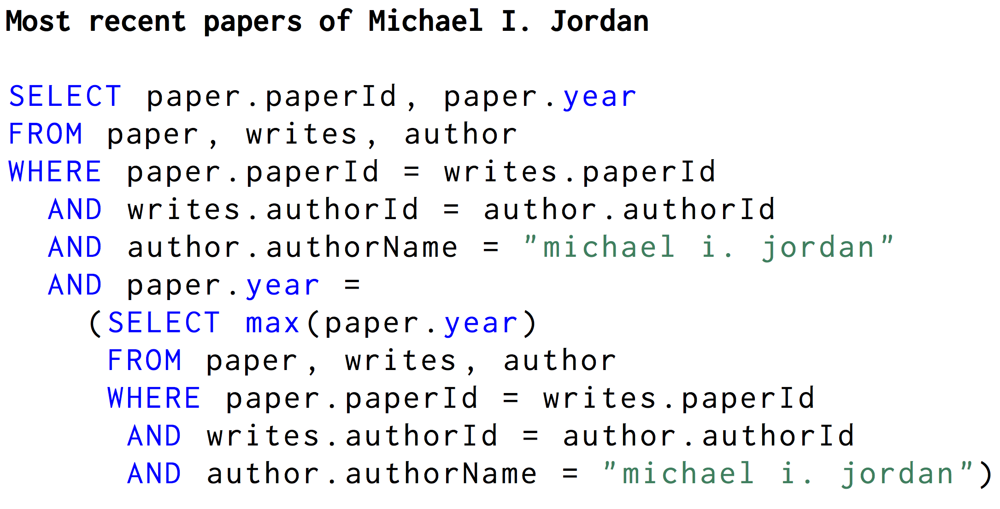 Most recent papers of Michael I. Jordan
SELECT paper.paperId, paper.year
FROM paper, writes, author
WHERE paper.paperId = writes.paperId
AND writes.authorId = author.authorId
AND author.authorName = "michael i. jordan"
AND paper.year =
(SELECT max(paper.year)
FROM paper, writes, author
WHERE paper.paperId = writes.paperId
AND writes.authorId = author.authorId
AND author.authorName = "michael i. jordan")